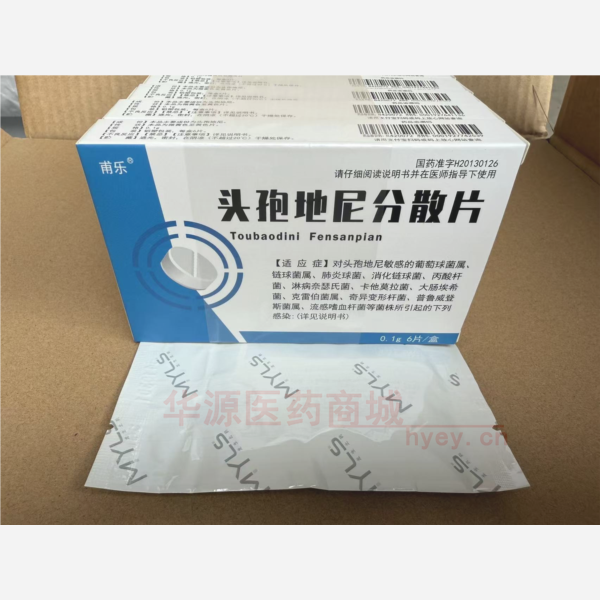 甫乐®
国药准字H20130126
请仔细阅读说明书并在医师指导下使用
头孢地尼分散片
Toubaodini Fensanpian
【适应症】对头孢地尼敏感的葡萄球菌属、
链球菌属、肺炎球菌、消化链球菌、丙酸杆
菌、淋病奈瑟氏菌、卡他莫拉菌、大肠埃希
菌、克雷伯菌属、奇异变形杆菌、普鲁威登
斯菌属、流感嗜血杆菌等菌株所引起的下列
感染:(详见说明书)
0.1g 6片/盒
华源医药商城
hyey.cn
MYLS
MYLS
MYLS
MYLS
MYLS
MYLS
MYLS
S